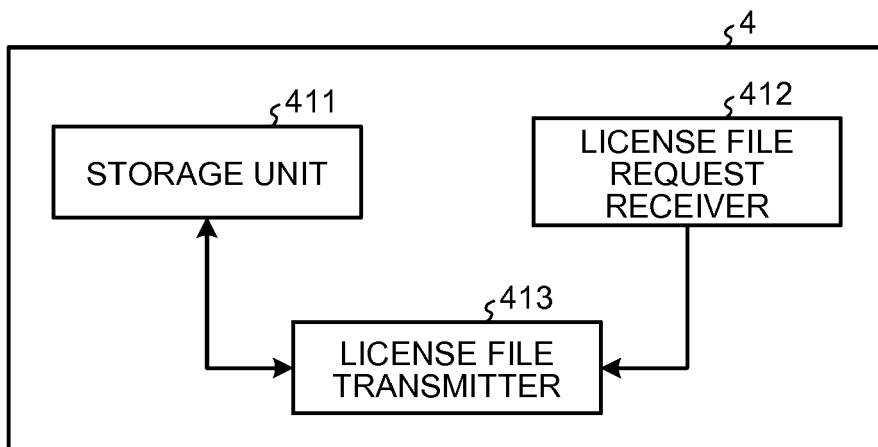 4
411
STORAGE UNIT
412
LICENSE FILE
REQUEST
RECEIVER
413
LICENSE FILE
TRANSMITTER